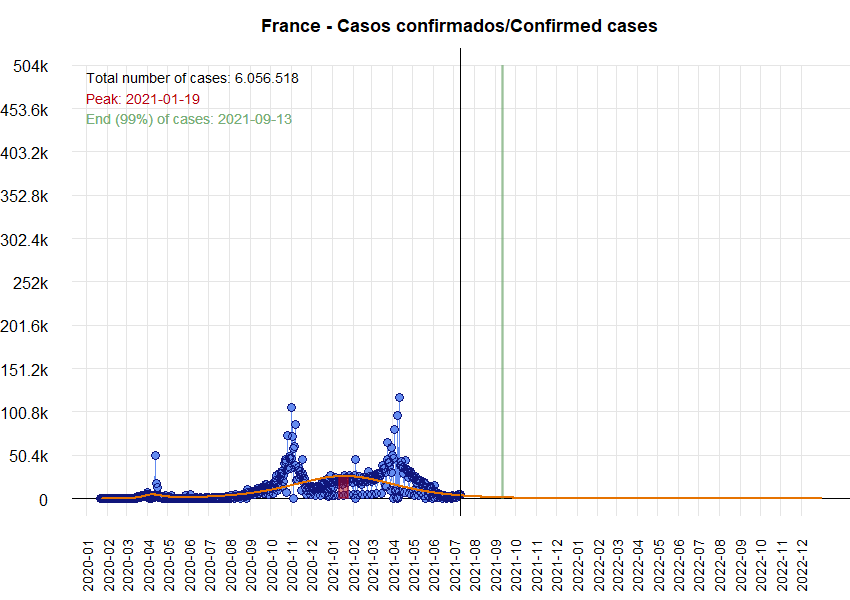 France - Casos confirmados/Confirmed cases
504k
453.6k
403.2k
352.8k
302.4k
252k
201.6k
151.2k
100.8k
50.4k
0
Total number of cases: 6.056.518
Peak: 2021-01-19
End (99%) of cases: 2021-09-13
2020-01
2020-02
2020-03
2020-04
2020-05
2020-06
2020-07
2020-08
2020-09
2020-10
2020-11
2020-12
2021-01
2021-02
2021-03
2021-04
2021-05
2021-06
2021-07
2021-08
2021-09
2021-10
2021-11
2021-12
2022-01
2022-02
2022-03
2022-04
2022-05
2022-06
2022-07
2022-08
2022-09
2022-10
2022-11
2022-12